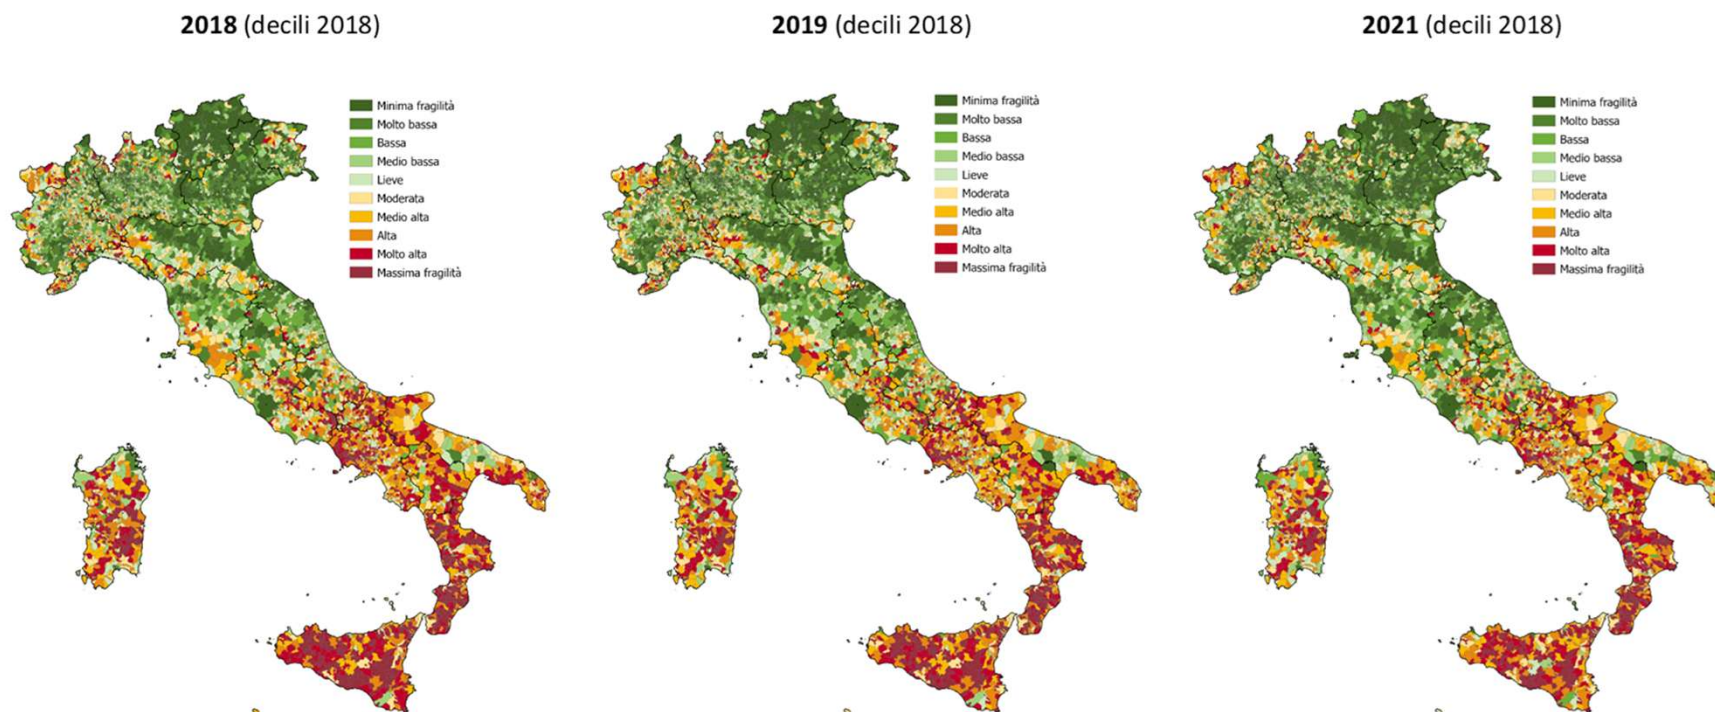 2018 (decili 2018)
Minima fragilità
Molto bassa
Bassa
Medio bassa
Lieve
Moderata
Medio alta
Alta
Molto alta
Massima fragilità
2019 (decili 2018)
Minima fragilità
Molto bassa
Bassa
Medio bassa
Lieve
Moderata
Medio alta
Alta
Molto alta
Massima fragilità
2021 (decili 2018)
Minima fragilità
Molto bassa
Bassa
Medio bassa
Lieve
Moderata
Medio alta
Alta
Molto alta
Massima fragilità